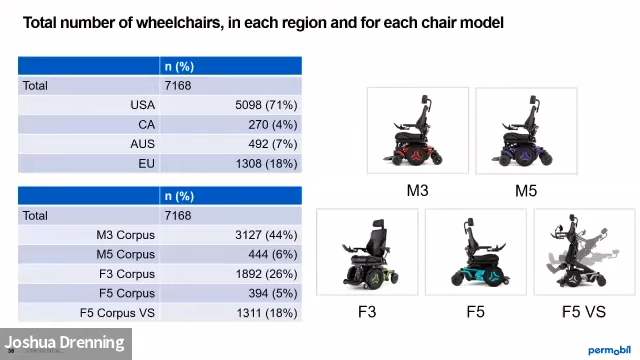 Total number of wheelchairs, in each region and for each chair model
n (%)
Total 7168
USA 5098 (71%)
CA 270 (4%)
AUS 492 (7%)
EU 1308 (18%)
n (%)
Total 7168
M3 Corpus 3127 (44%)
M5 Corpus 444 (6%)
F3 Corpus 1892 (26%)
F5 Corpus 394 (5%)
F5 Corpus VS 1311 (18%)
M3 M5
F3 F5 F5 VS
Joshua Drenning
38
permobil